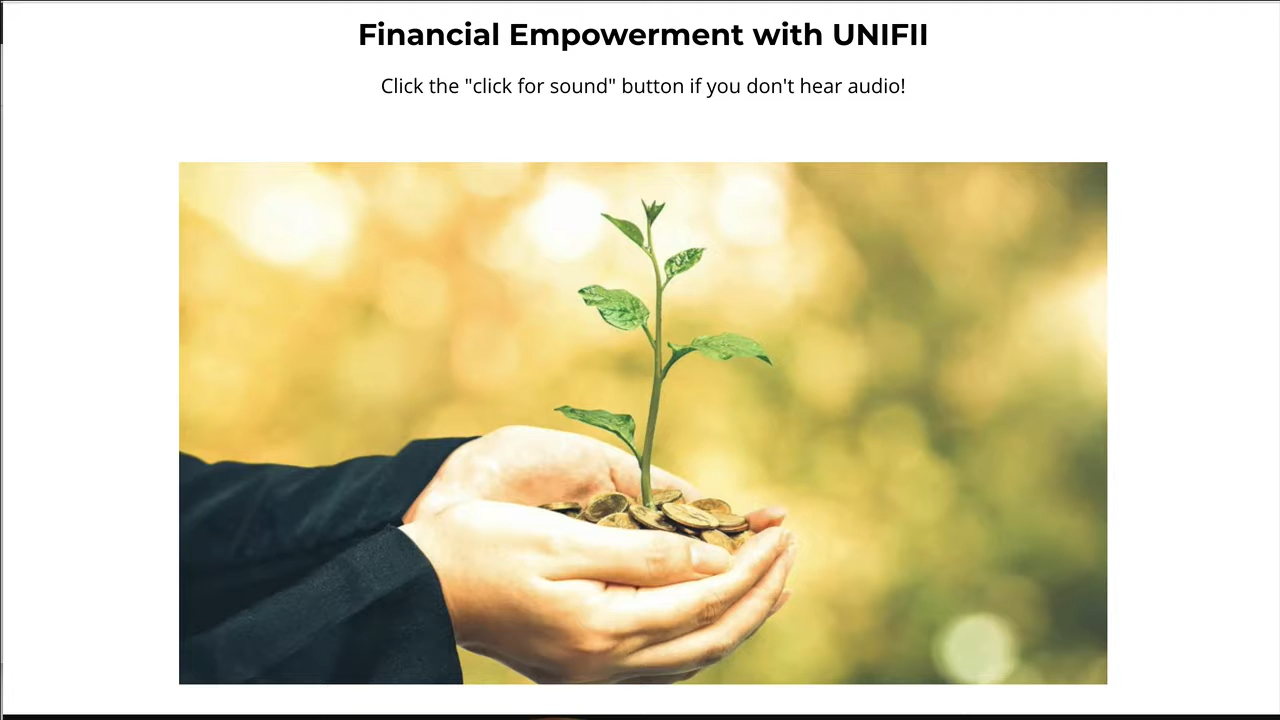 Financial Empowerment with UNIFII
Click the "click for sound" button if you don't hear audio!